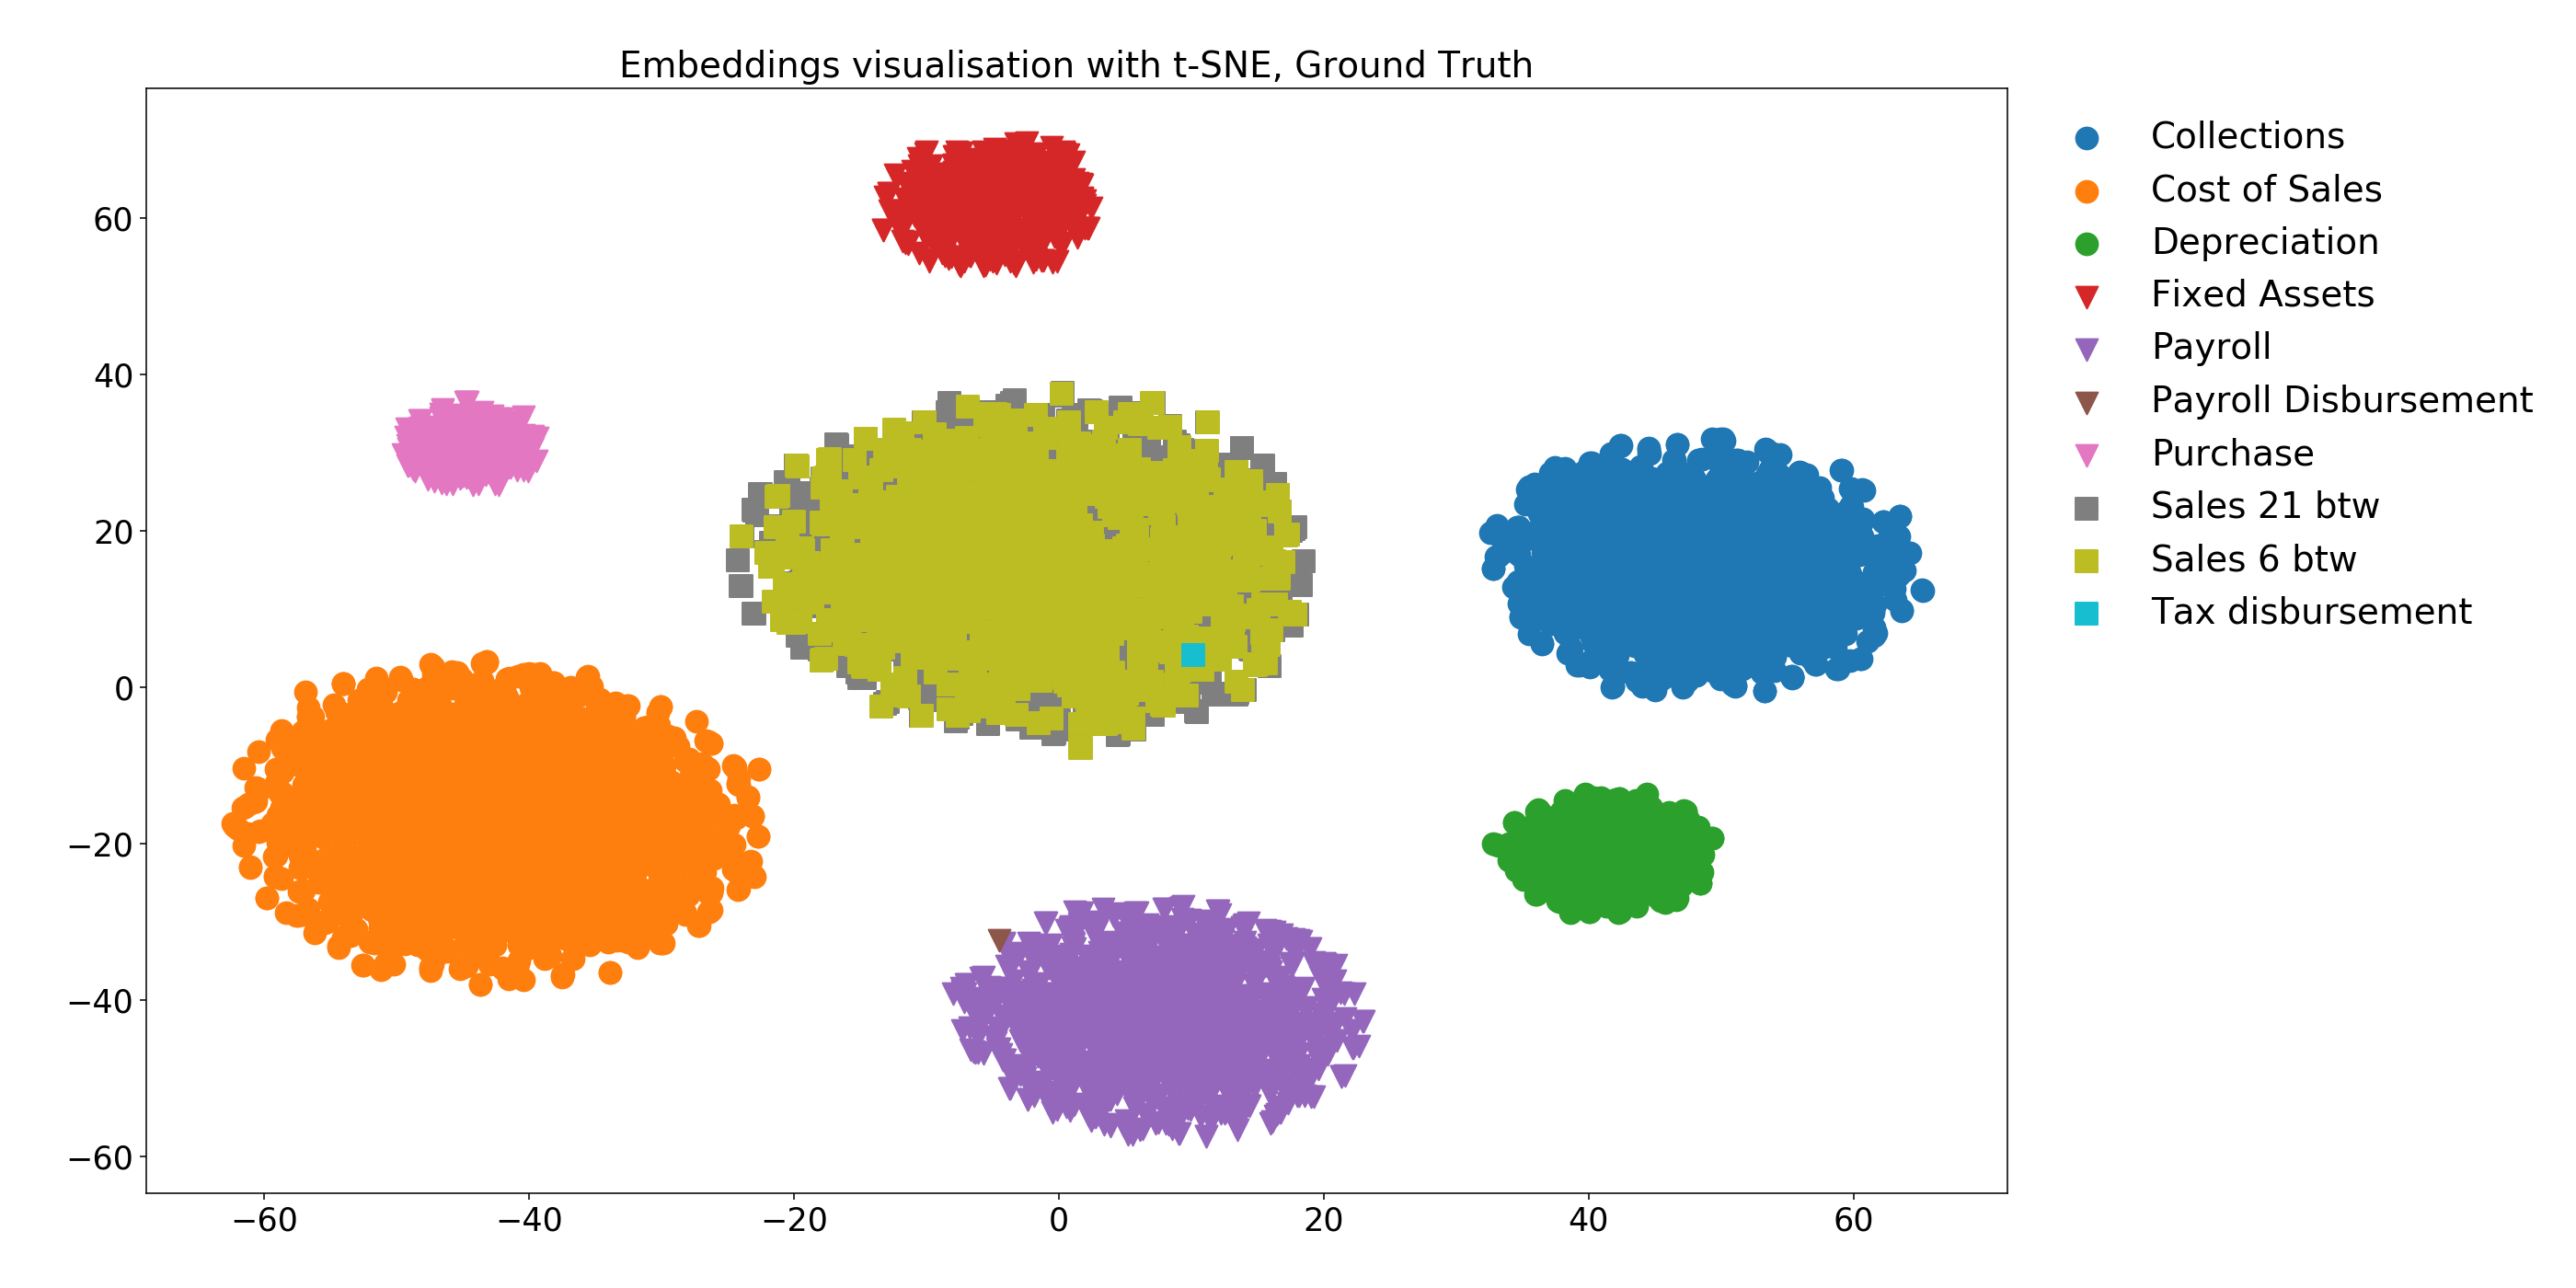 Embeddings visualisation with t-SNE, Ground Truth
60
40
20
0
−20
−40
−60
−60
−40
−20
0
20
40
60
Collections
Cost of Sales
Depreciation
Fixed Assets
Payroll
Payroll Disbursement
Purchase
Sales 21 btw
Sales 6 btw
Tax disbursement